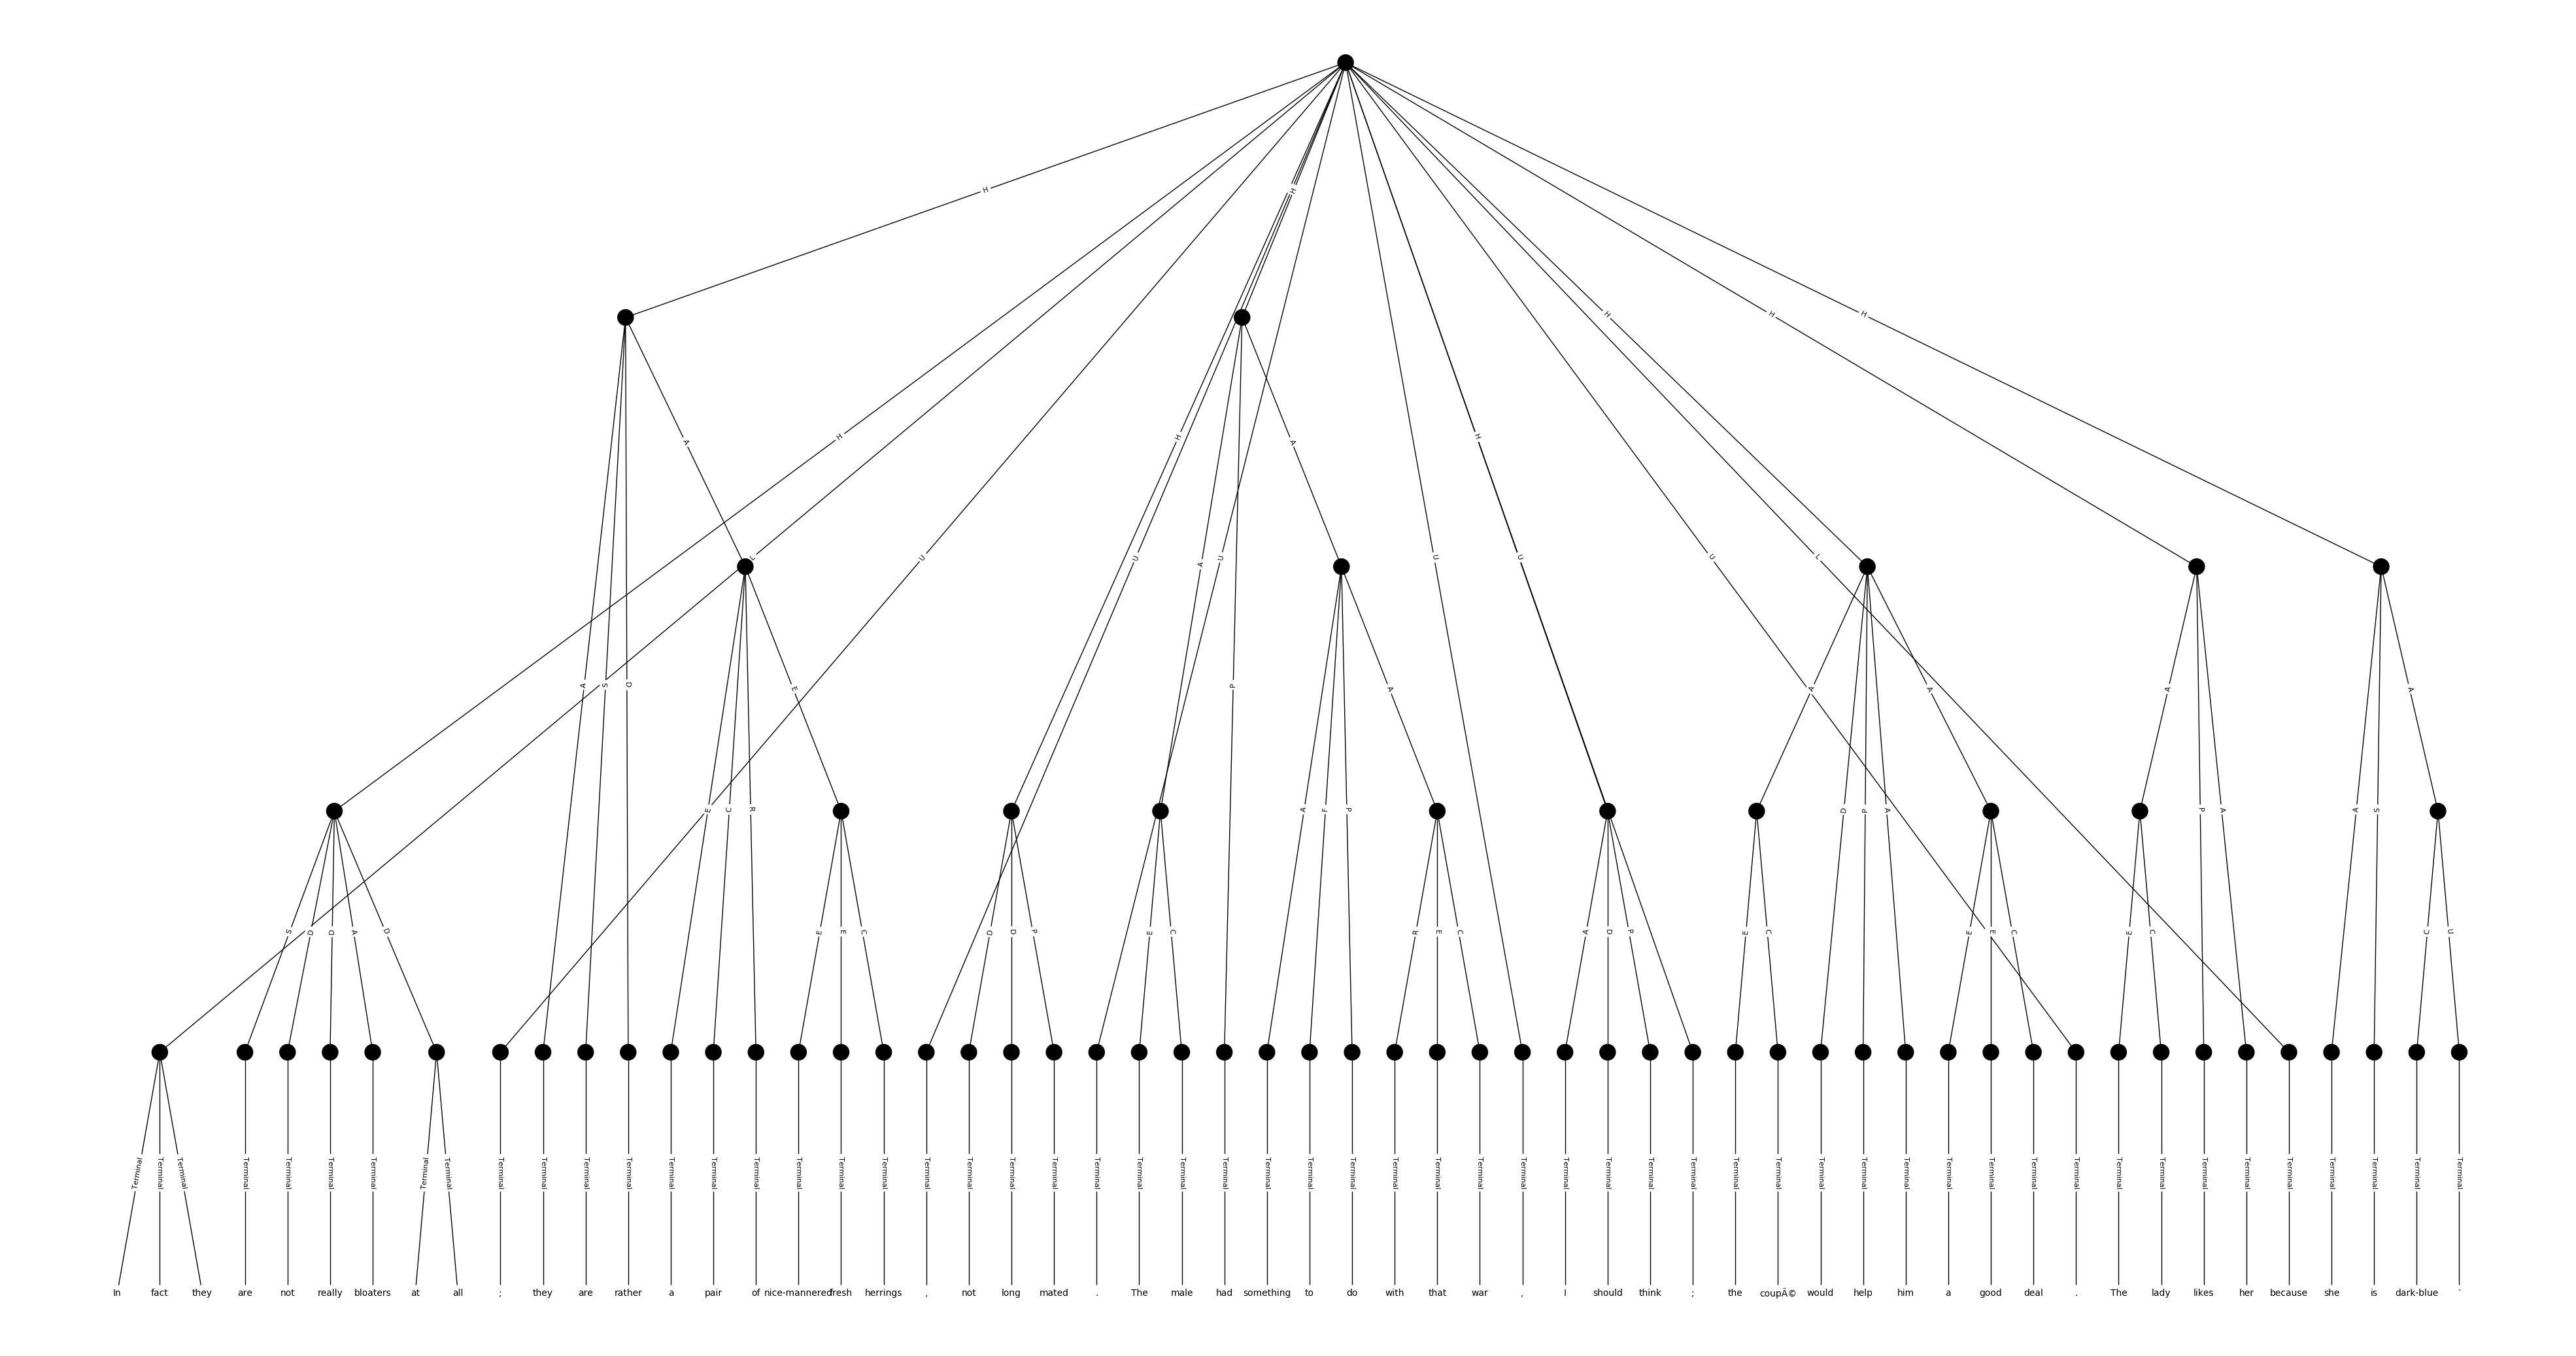 H
H
H
A
H
H
A
H
H
H
H
L
U
U
A
U
U
U
U
L
A
S
D
E
P
A
A
A
A
A
E
C
R
A
F
P
D
P
A
P
A
A
S
S
D
D
A
D
E
E
C
D
D
P
E
C
R
E
C
A
D
P
E
C
E
E
C
E
C
C
U
Terminal Terminal Terminal Terminal Terminal Terminal Terminal Terminal Terminal Terminal Terminal Terminal Terminal Terminal Terminal Terminal Terminal Terminal Terminal Terminal Terminal Terminal Terminal Terminal Terminal Terminal Terminal Terminal Terminal Terminal Terminal Terminal Terminal Terminal Terminal Terminal Terminal Terminal Terminal Terminal Terminal Terminal Terminal Terminal Terminal Terminal Terminal Terminal Terminal Terminal Terminal Terminal Terminal Terminal Terminal Terminal
In fact they are not really bloaters at all ; they are rather a pair of nice-mannered fresh herrings , not long mated . The male had something to do with that war , I should think ; the coupÃ© would help him a good deal . The lady likes her because she is dark-blue '